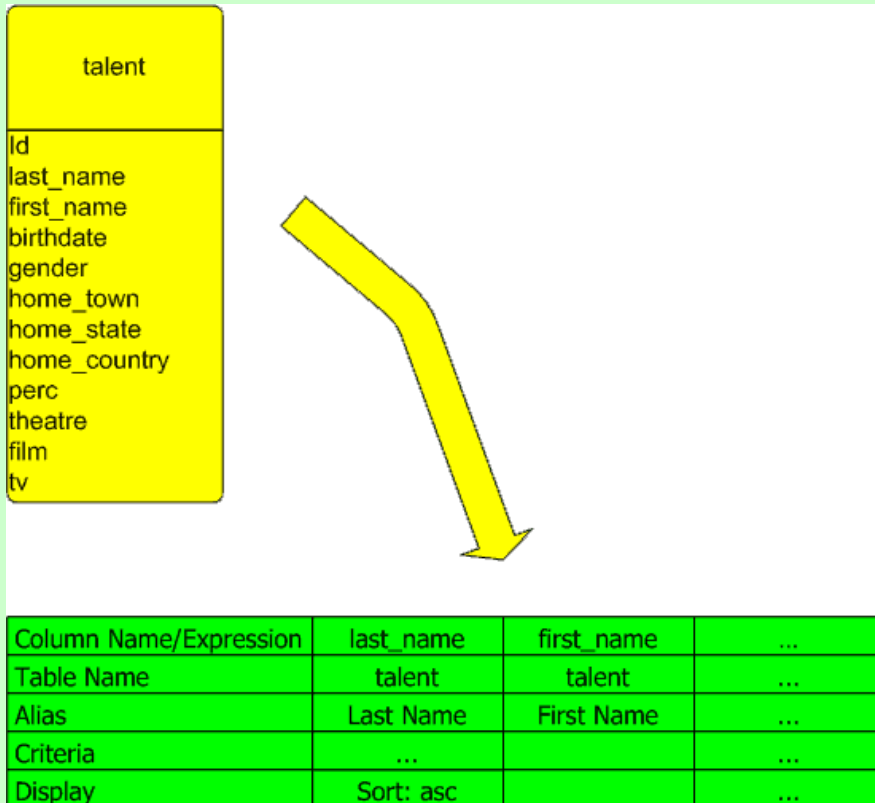 talent
Id
last_name
first_name
birthdate
gender
home_town
home_state
home_country
perc
theatre
film
tv
Column Name/Expression last_name first_name ...
Table Name talent talent ...
Alias Last Name First Name ...
Criteria ... ...
Display Sort: asc ...